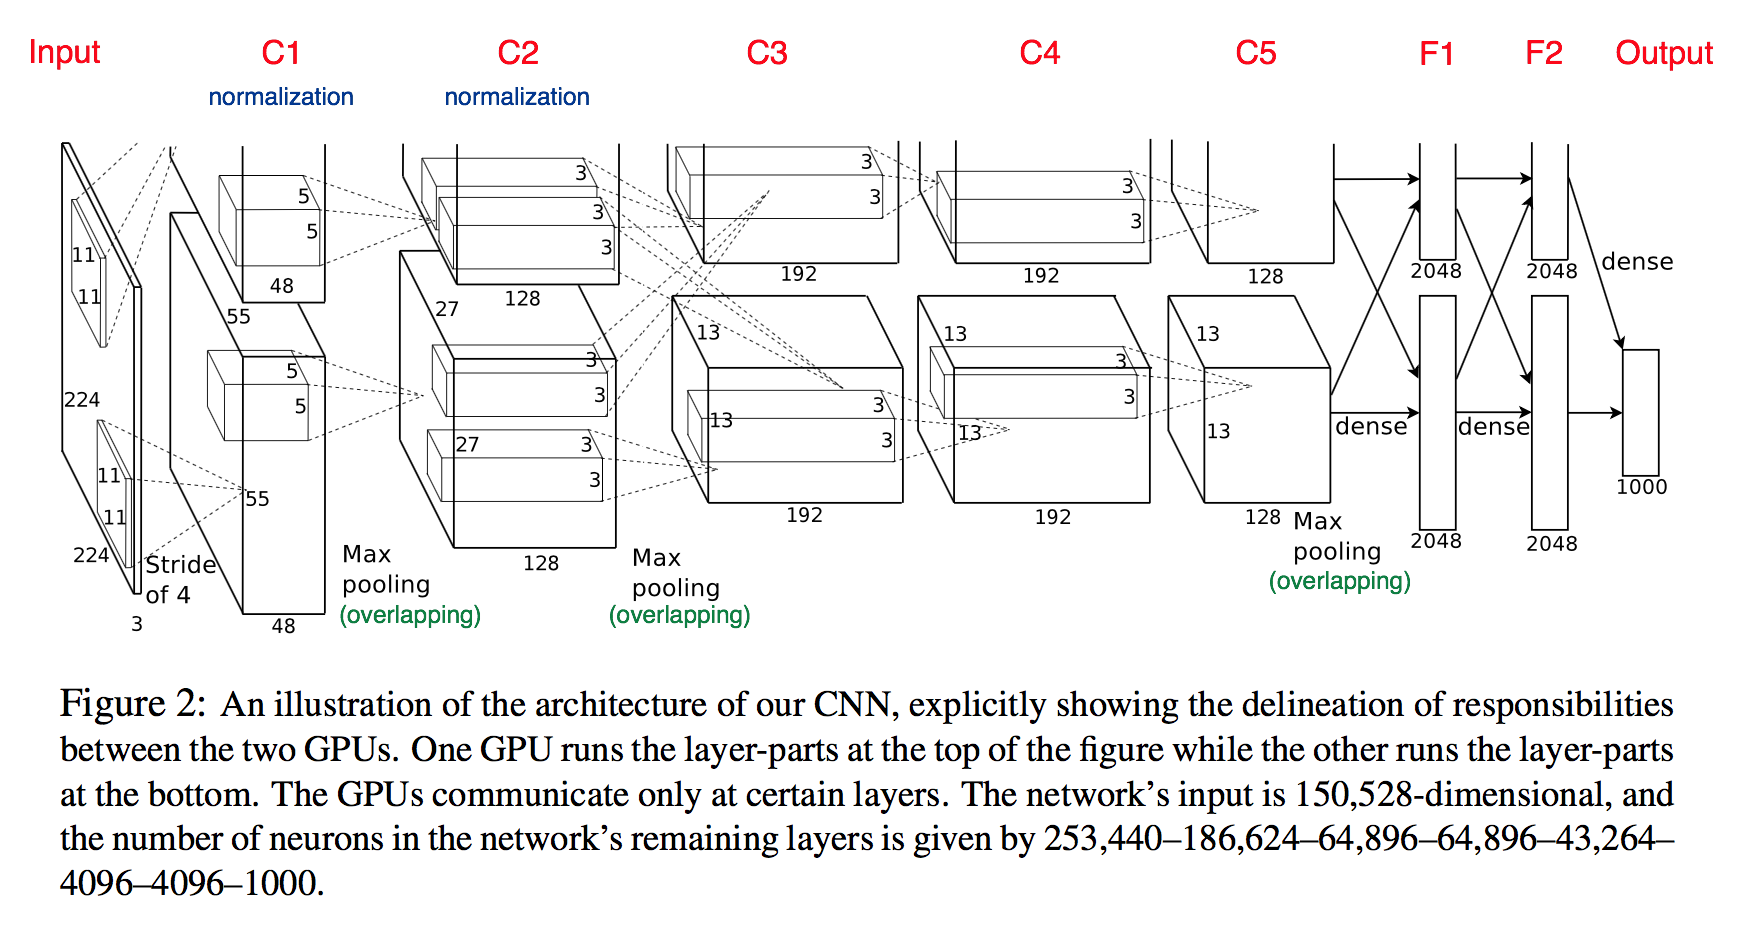 Input C1 C2 C3 C4 C5 F1 F2 Output
normalization normalization
3
3
5
3
3
3
5
3
3
3
11
11
48
55
128
27
192
192
128
2048
2048
dense
13
13
13
5
5
3
3
3
3
224
3
3
13
13
13
27
3
3
dense
dense
11
11
55
1000
192
192
128
2048
2048
224
Stride
of 4
3
48
Max
pooling
(overlapping)
128
Max
pooling
(overlapping)
Max
pooling
(overlapping)
Figure 2: An illustration of the architecture of our CNN, explicitly showing the delineation of responsibilities
between the two GPUs. One GPU runs the layer-parts at the top of the figure while the other runs the layer-parts
at the bottom. The GPUs communicate only at certain layers. The network’s input is 150,528-dimensional, and
the number of neurons in the network’s remaining layers is given by 253,440–186,624–64,896–64,896–43,264–
4096–4096–1000.